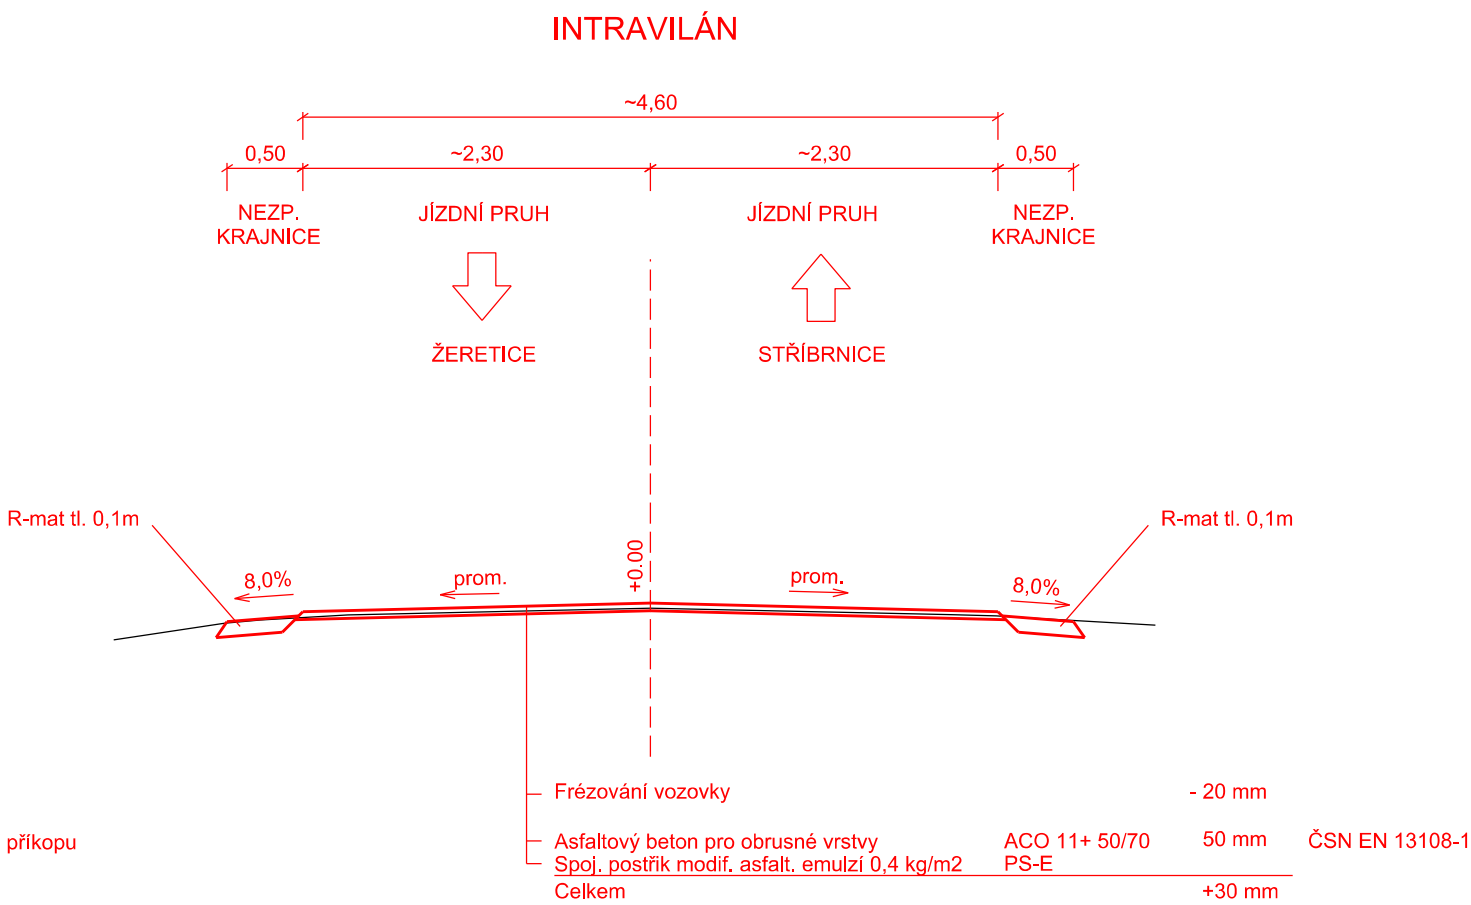 INTRAVILÁN
~4,60
0,50 ~2,30 ~2,30 0,50
NEZP. KRAJNICE
JÍZDNÍ PRUH
JÍZDNÍ PRUH
NEZP. KRAJNICE
ŽERETICE
STŘÍBRNICE
R-mat tl. 0,1m
R-mat tl. 0,1m
8,0%
prom.
+0.00
prom.
8,0%
Frézování vozovky - 20 mm
příkopu
Asfaltový beton pro obrusné vrstvy ACO 11+ 50/70 50 mm ČSN EN 13108-1
Spoj. postřik modif. asfalt. emulzí 0,4 kg/m2 PS-E
Celkem +30 mm